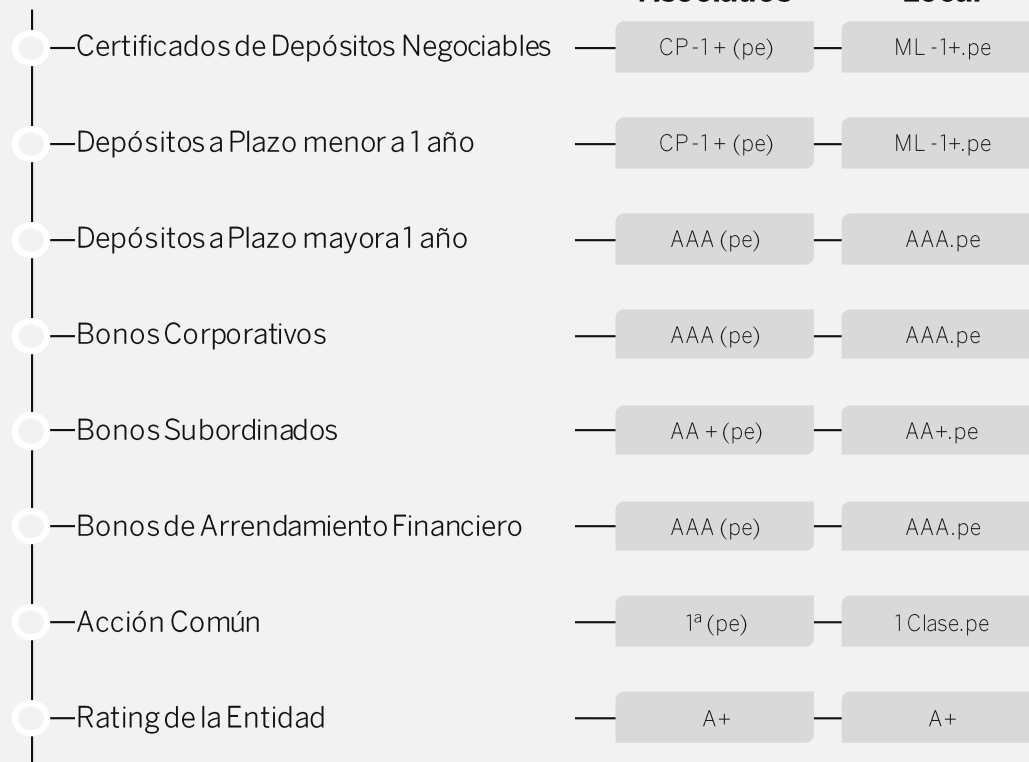 Asociados Local
Certificados de Depósitos Negociables CP-1+ (pe) ML-1+.pe
Depósitos a Plazo menor a 1 año CP-1+ (pe) ML-1+.pe
Depósitos a Plazo mayor a 1 año AAA (pe) AAA.pe
Bonos Corporativos AAA (pe) AAA.pe
Bonos Subordinados AA + (pe) AA+.pe
Bonos de Arrendamiento Financiero AAA (pe) AAA.pe
Acción Común 1ª (pe) 1 Clase.pe
Rating de la Entidad A+ A+